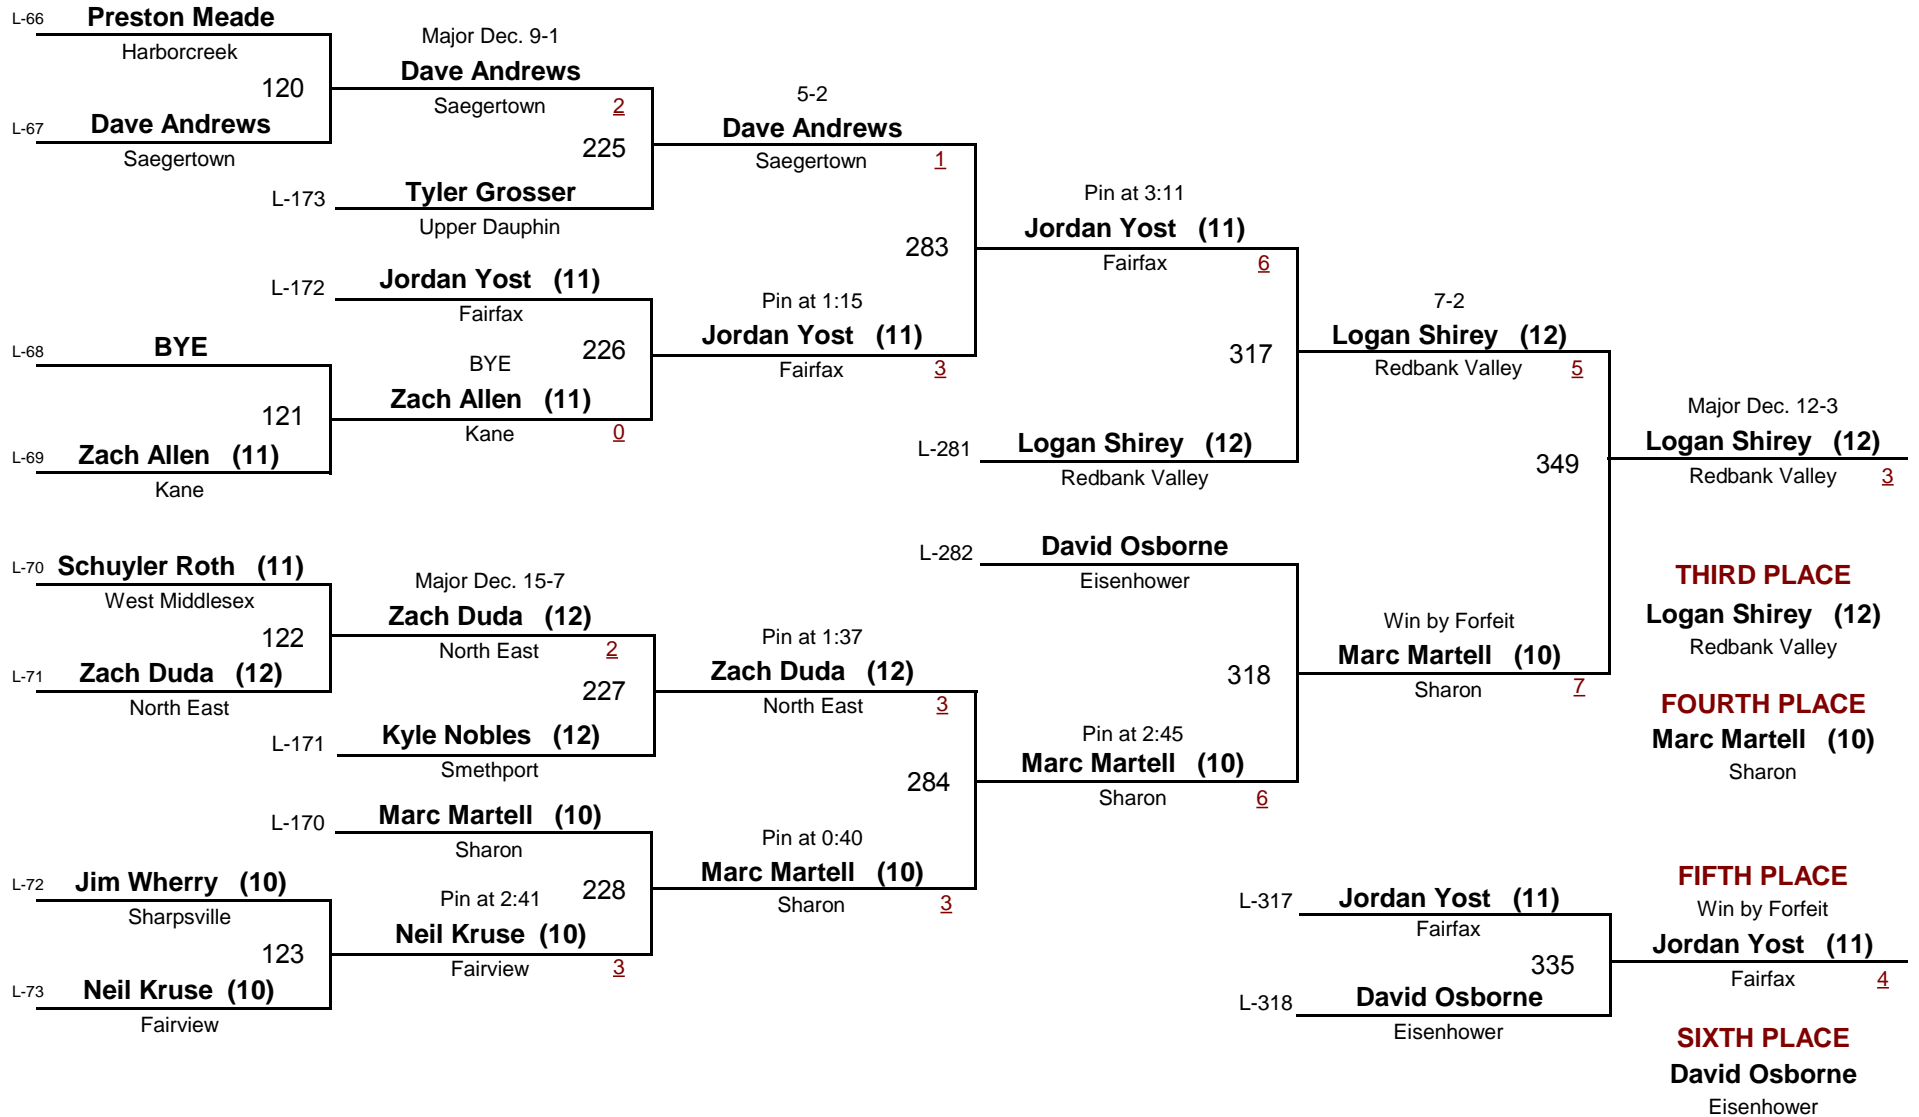 L-66 Preston Meade
Harborcreek
120
L-67 Dave Andrews
Saegertown
Major Dec. 9-1
Dave Andrews
Saegertown 2
225
L-173 Tyler Grosser
Upper Dauphin
5-2
Dave Andrews
Saegertown 1
L-172 Jordan Yost (11)
Fairfax
226
L-68 BYE
121
L-69 Zach Allen (11)
Kane
BYE
Zach Allen (11)
Kane 0
Pin at 1:15
Jordan Yost (11)
Fairfax 3
283
Pin at 3:11
Jordan Yost (11)
Fairfax 6
317
L-281 Logan Shirey (12)
Redbank Valley
7-2
Logan Shirey (12)
Redbank Valley 5
349
Major Dec. 12-3
Logan Shirey (12)
Redbank Valley 3
L-70 Schuyler Roth (11)
West Middlesex
122
L-71 Zach Duda (12)
North East
Major Dec. 15-7
Zach Duda (12)
North East 2
227
L-171 Kyle Nobles (12)
Smethport
Pin at 1:37
Zach Duda (12)
North East 3
284
L-170 Marc Martell (10)
Sharon
228
L-72 Jim Wherry (10)
Sharpsville
123
L-73 Neil Kruse (10)
Fairview
Pin at 2:41
Neil Kruse (10)
Fairview 3
Pin at 0:40
Marc Martell (10)
Sharon 3
L-282 David Osborne
Eisenhower
318
Pin at 2:45
Marc Martell (10)
Sharon 6
Win by Forfeit
Marc Martell (10)
Sharon 7
THIRD PLACE
Logan Shirey (12)
Redbank Valley
FOURTH PLACE
Marc Martell (10)
Sharon
L-317 Jordan Yost (11)
Fairfax
335
L-318 David Osborne
Eisenhower
FIFTH PLACE
Win by Forfeit
Jordan Yost (11)
Fairfax 4
SIXTH PLACE
David Osborne
Eisenhower